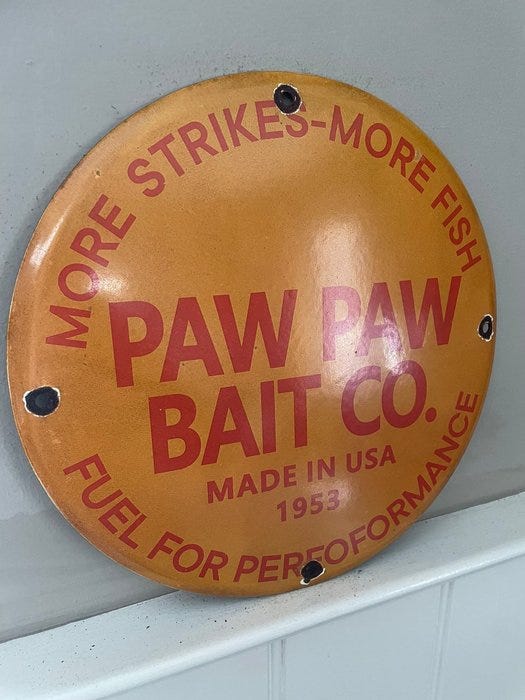 MORE STRIKES-MORE FISH
PAW PAW
BAIT CO.
MADE IN USA
1953
FUEL FOR PERFOFORMANCE